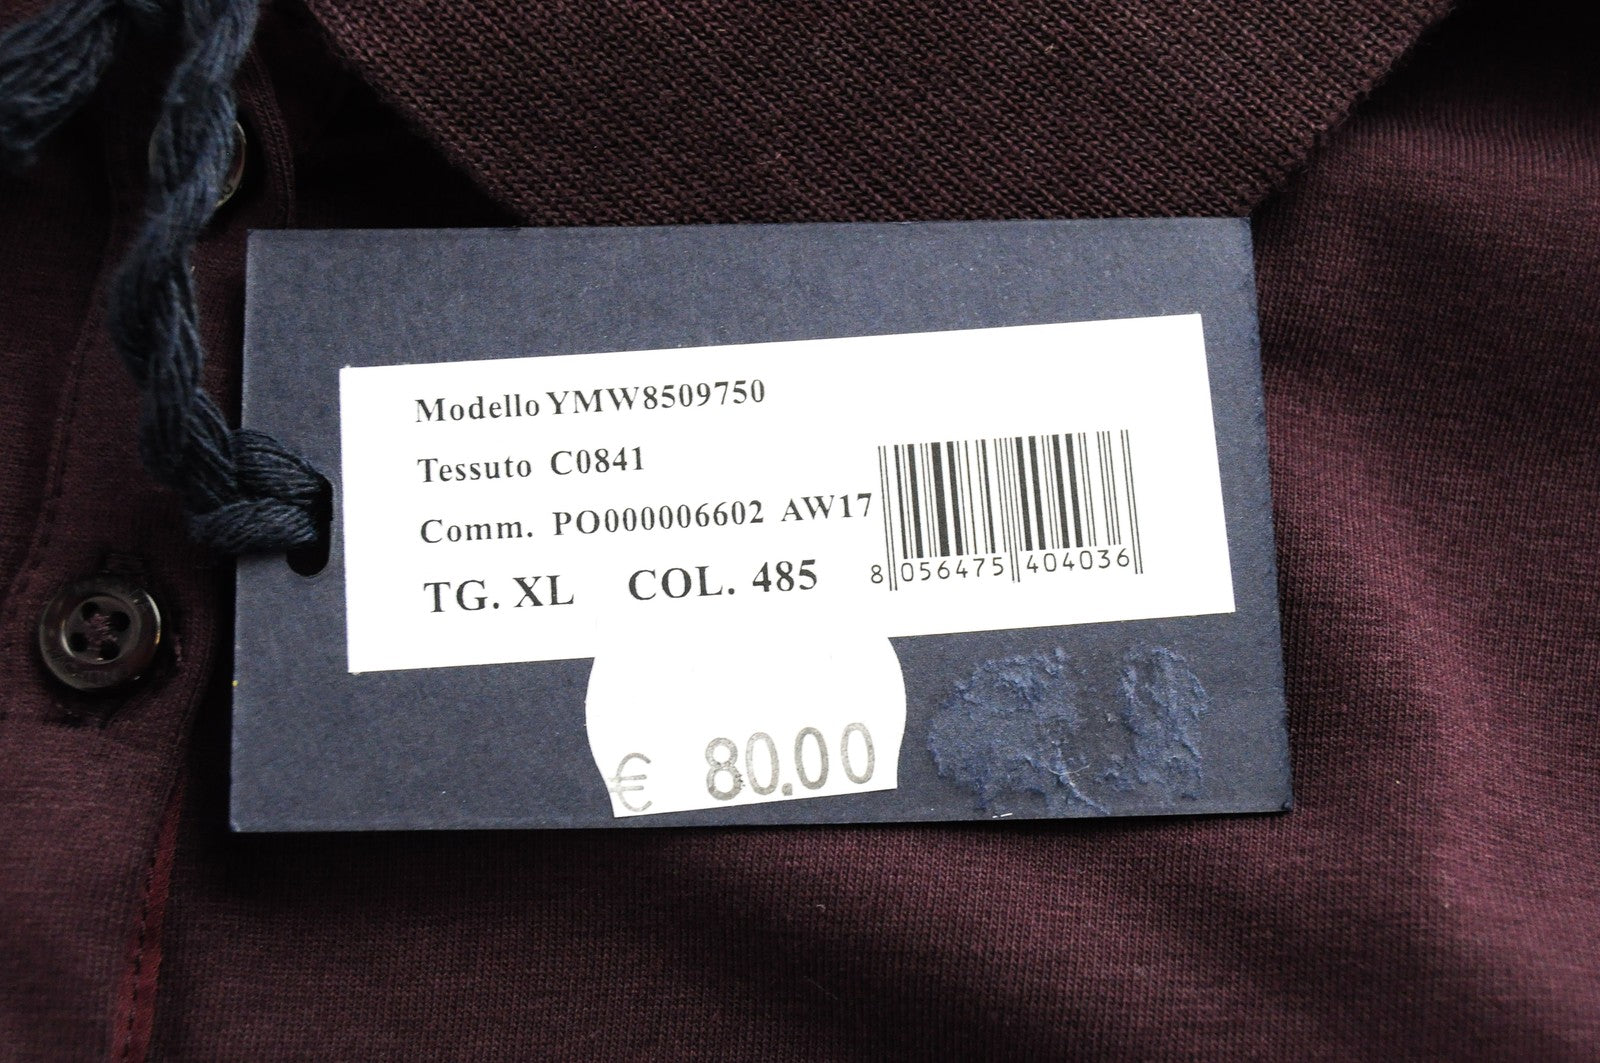 Modello YMW8509750
Tessuto C0841
Comm. PO000006602 AW17
TG. XL COL. 485
8 056475 404036
€ 80.00